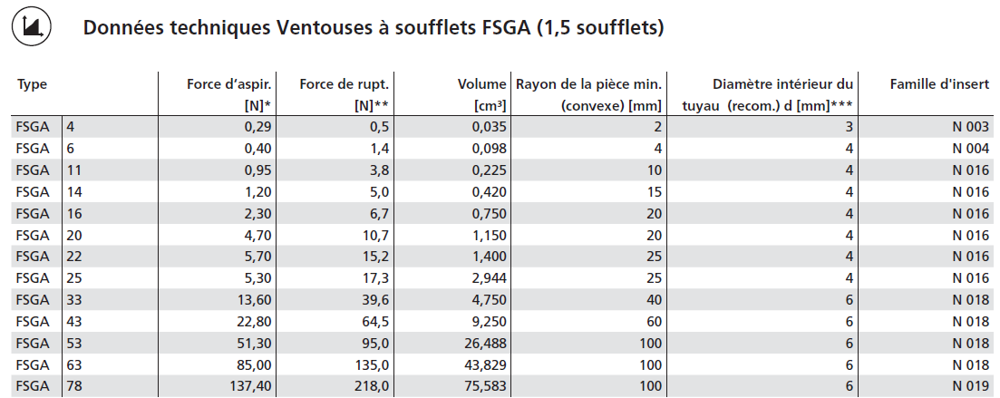 Données techniques Ventouses à soufflets FSGA (1,5 soufflets)
Type Force d'aspir. Force de rupt. Volume Rayon de la pièce min. Diamètre intérieur du Famille d'insert
[N]* [N]** [cm³] (convexe) [mm] tuyau (recom.) d [mm]***
FSGA 4 0,29 0,5 0,035 2 3 N 003
FSGA 6 0,40 1,4 0,098 4 4 N 004
FSGA 11 0,95 3,8 0,225 10 4 N 016
FSGA 14 1,20 5,0 0,420 15 4 N 016
FSGA 16 2,30 6,7 0,750 20 4 N 016
FSGA 20 4,70 10,7 1,150 20 4 N 016
FSGA 22 5,70 15,2 1,400 25 4 N 016
FSGA 25 5,30 17,3 2,944 25 4 N 016
FSGA 33 13,60 39,6 4,750 40 6 N 018
FSGA 43 22,80 64,5 9,250 60 6 N 018
FSGA 53 51,30 95,0 26,488 100 6 N 018
FSGA 63 85,00 135,0 43,829 100 6 N 018
FSGA 78 137,40 218,0 75,583 100 6 N 019